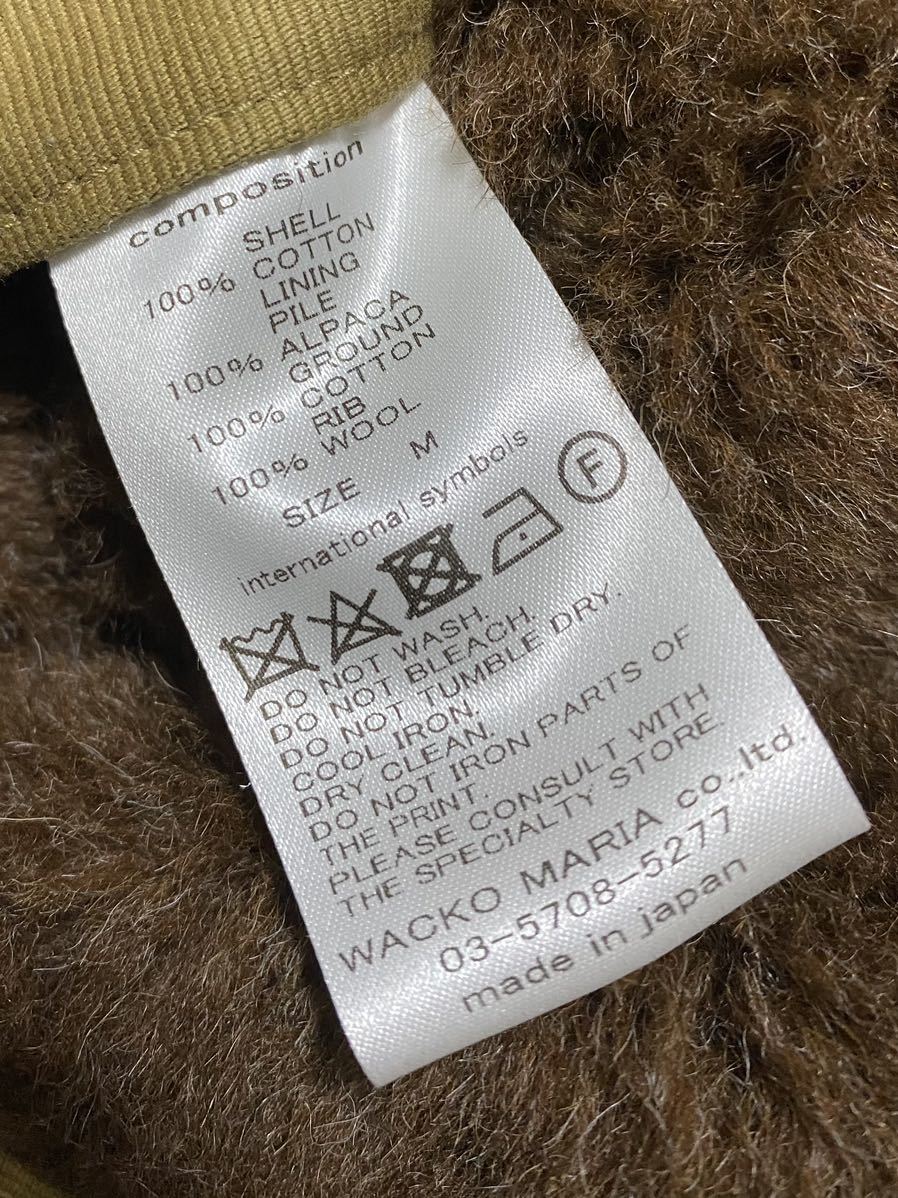 composition
SHELL
100% COTTON
LINING
PILE
100% ALPACA
GROUND
100% COTTON
RIB
100% WOOL
SIZE M
international symbols
F
DO NOT WASH.
DO NOT BLEACH.
DO NOT TUMBLE DRY.
COOL IRON.
DRY CLEAN.
DO NOT IRON PARTS OF
THE PRINT.
PLEASE CONSULT WITH
THE SPECIALTY STORE.
WACKO MARIA co.,ltd.
03-5708-5277
made in japan